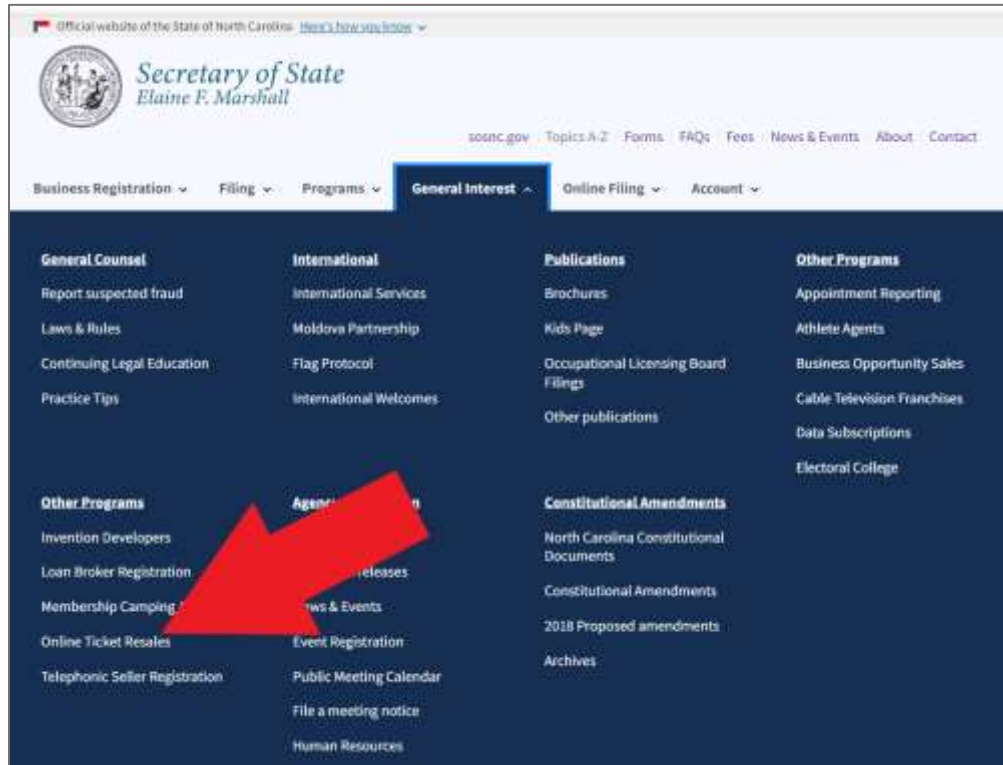 Official website of the State of North Carolina Here's how you know
Secretary of State
Elaine F. Marshall
sosnc.gov Topics A-Z Forms FAQs Fees News & Events About Contact
Business Registration Filing Programs General Interest Online Filing Account
General Counsel
Report suspected fraud
Laws & Rules
Continuing Legal Education
Practice Tips
International
International Services
Moldova Partnership
Flag Protocol
International Welcomes
Publications
Brochures
Kids Page
Occupational Licensing Board
Filings
Other publications
Other Programs
Appointment Reporting
Athlete Agents
Business Opportunity Sales
Cable Television Franchises
Data Subscriptions
Electoral College
Other Programs
Invention Developers
Loan Broker Registration
Membership Camping
Online Ticket Resales
Telephonic Seller Registration
& Events
Event Registration
Public Meeting Calendar
File a meeting notice
Human Resources
Constitutional Amendments
North Carolina Constitutional
Documents
Constitutional Amendments
2018 Proposed amendments
Archives